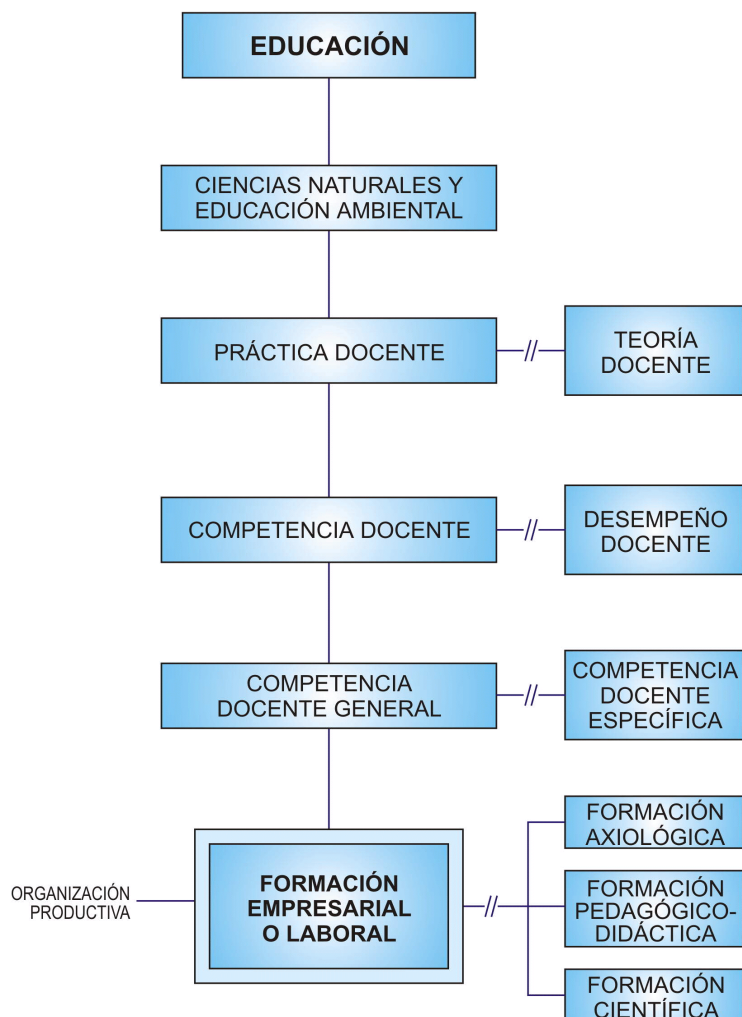 EDUCACIÓN
CIENCIAS NATURALES Y
EDUCACIÓN AMBIENTAL
PRÁCTICA DOCENTE
TEORÍA
DOCENTE
COMPETENCIA DOCENTE
DESEMPEÑO
DOCENTE
COMPETENCIA
DOCENTE GENERAL
COMPETENCIA
DOCENTE
ESPECÍFICA
ORGANIZACIÓN
PRODUCTIVA
FORMACIÓN
EMPRESARIAL
O LABORAL
FORMACIÓN
AXIOLÓGICA
FORMACIÓN
PEDAGÓGICO-
DIDÁCTICA
FORMACIÓN
CIENTÍFICA